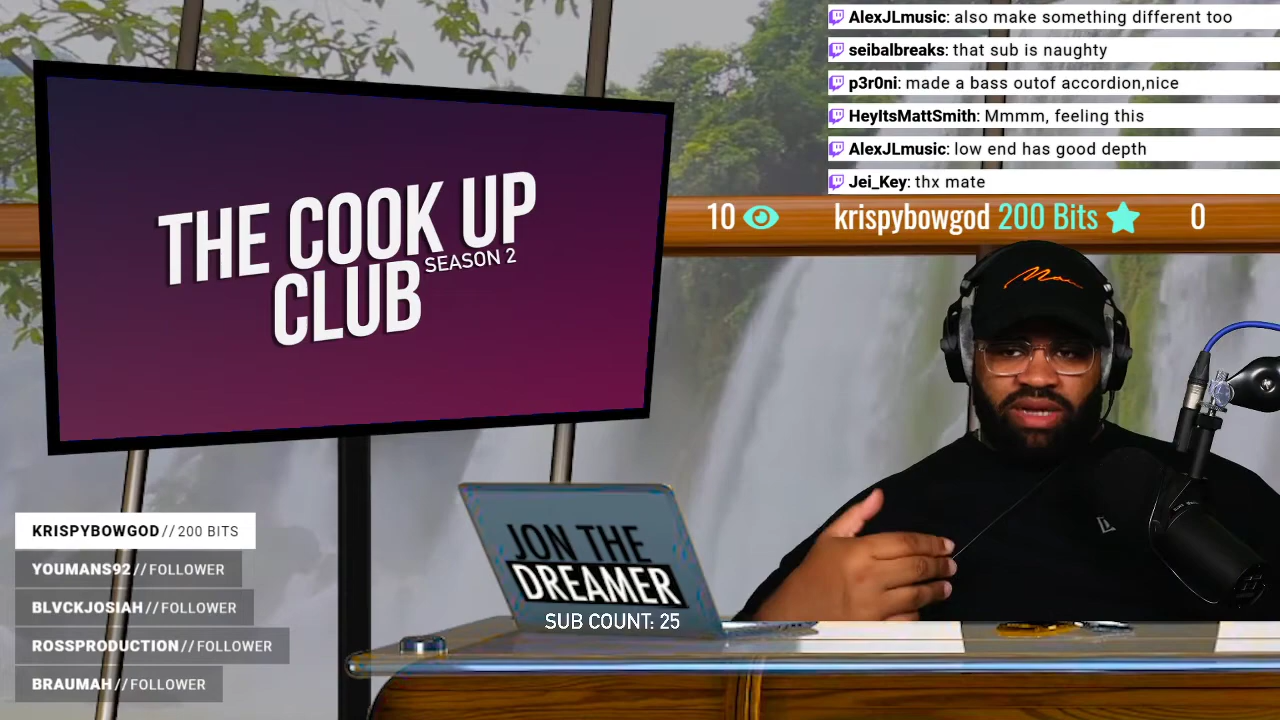 AlexJLmusic: also make something different too
seibalbreaks: that sub is naughty
p3r0ni: made a bass outof accordion,nice
HeyItsMattSmith: Mmmm, feeling this
AlexJLmusic: low end has good depth
Jei_Key: thx mate
10 krispybowgod 200 Bits 0
THE COOK UP
CLUB SEASON 2
JON THE
DREAMER
SUB COUNT: 25
KRISPYBOWGOD//200 BITS
YOUMANS92//FOLLOWER
BLVCKJOSIAH//FOLLOWER
ROSSPRODUCTION//FOLLOWER
BRAUMAH//FOLLOWER